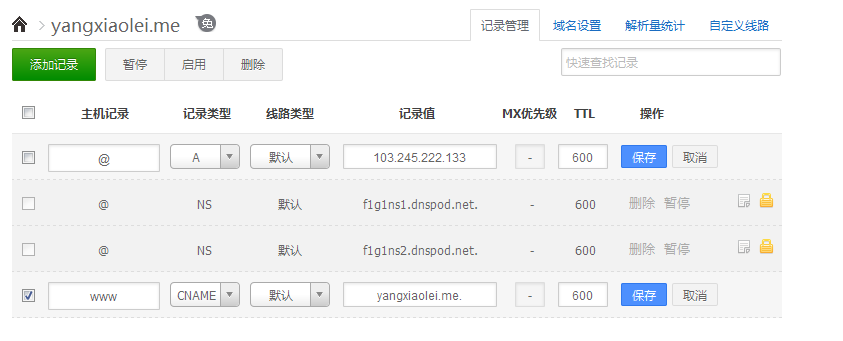 yangxiaolei.me 免 记录管理 域名设置 解析量统计 自定义线路
添加记录 暂停 启用 删除 快速查找记录
主机记录 记录类型 线路类型 记录值 MX优先级 TTL 操作
@ A 默认 103.245.222.133 - 600 保存 取消
@ NS 默认 f1g1ns1.dnspod.net. - 600 删除 暂停
@ NS 默认 f1g1ns2.dnspod.net. - 600 删除 暂停
www CNAME 默认 yangxiaolei.me. - 600 保存 取消